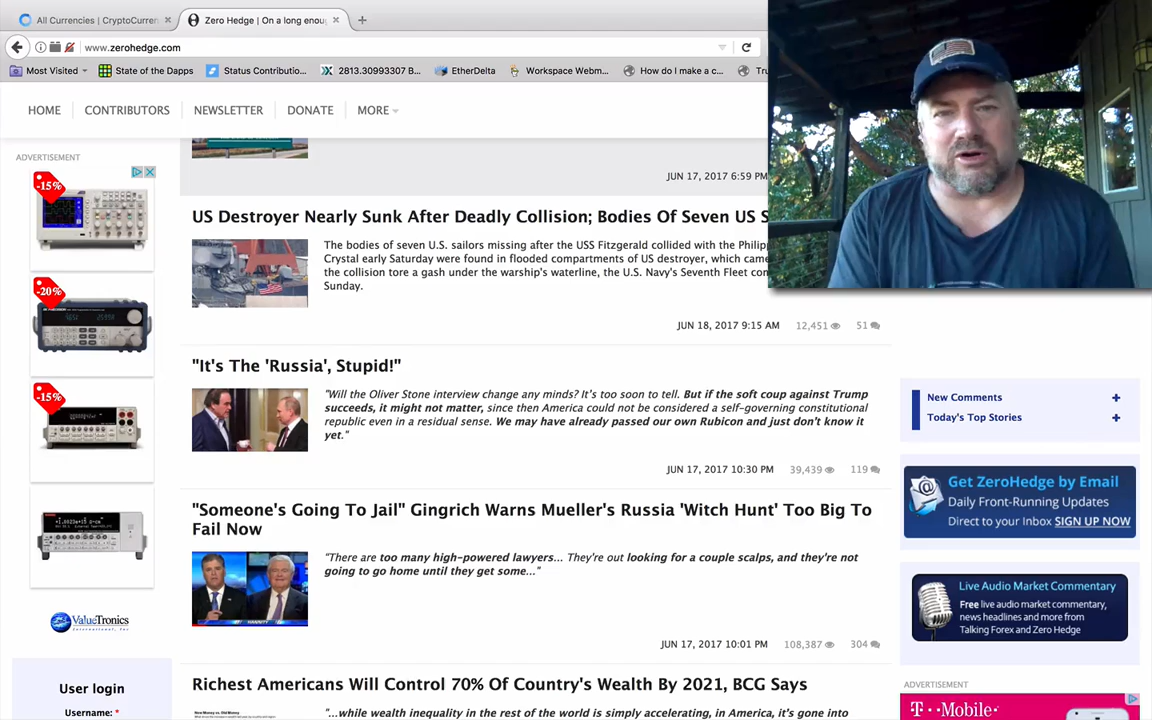 All Currencies | CryptoCurren
Zero Hedge | On a long enou
www.zerohedge.com
Most Visited
State of the Dapps
Status Contributio...
2813.30993307 B...
EtherDelta
Workspace Webm...
How do I make a c...
Tru
HOME
CONTRIBUTORS
NEWSLETTER
DONATE
MORE
ADVERTISEMENT
-15%
-20%
-15%
ValueTronics
International, Inc
User login
Username: *
JUN 17, 2017 6:59 PM
US Destroyer Nearly Sunk After Deadly Collision; Bodies Of Seven US S
The bodies of seven U.S. sailors missing after the USS Fitzgerald collided with the Philipp
Crystal early Saturday were found in flooded compartments of US destroyer, which came
the collision tore a gash under the warship's waterline, the U.S. Navy's Seventh Fleet con
Sunday.
JUN 18, 2017 9:15 AM 12,451 51
"It's The 'Russia', Stupid!"
"Will the Oliver Stone interview change any minds? It's too soon to tell. But if the soft coup against Trump
succeeds, it might not matter, since then America could not be considered a self-governing constitutional
republic even in a residual sense. We may have already passed our own Rubicon and just don't know it
yet."
JUN 17, 2017 10:30 PM 39,439 119
"Someone's Going To Jail" Gingrich Warns Mueller's Russia 'Witch Hunt' Too Big To
Fail Now
"There are too many high-powered lawyers... They're out looking for a couple scalps, and they're not
going to go home until they get some..."
JUN 17, 2017 10:01 PM 108,387 304
Richest Americans Will Control 70% Of Country's Wealth By 2021, BCG Says
"...while wealth inequality in the rest of the world is simply accelerating, in America, it's gone into
New Comments +
Today's Top Stories +
Get ZeroHedge by Email
Daily Front-Running Updates
Direct to your Inbox SIGN UP NOW
Live Audio Market Commentary
Free live audio market commentary,
news headlines and more from
Talking Forex and Zero Hedge
ADVERTISEMENT
T Mobile